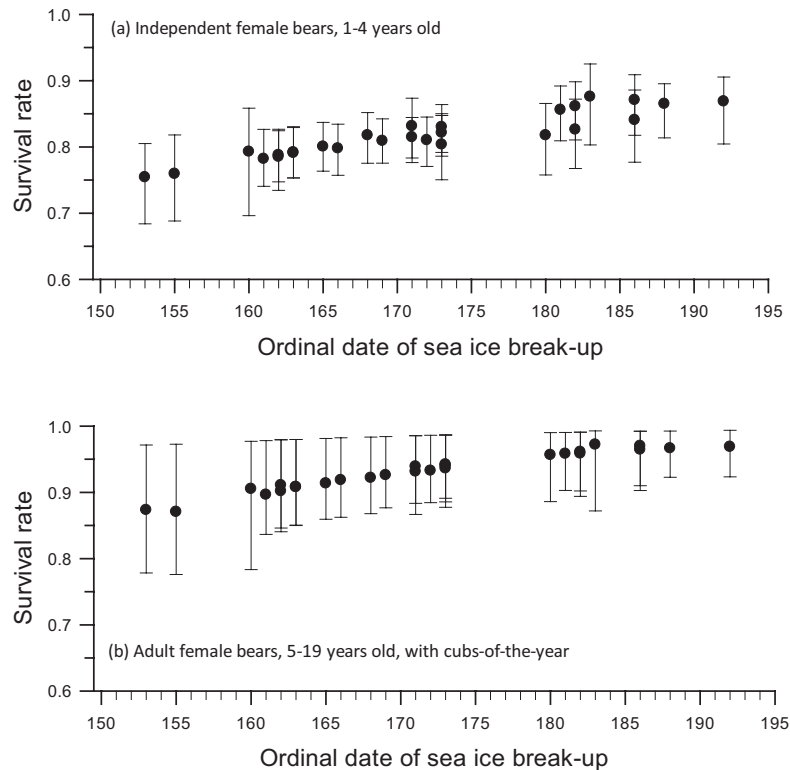 (a) Independent female bears, 1-4 years old
1.0
0.9
0.8
0.7
0.6
Survival rate
150 155 160 165 170 175 180 185 190 195
Ordinal date of sea ice break-up
1.0
0.9
0.8
0.7
0.6
Survival rate
(b) Adult female bears, 5-19 years old, with cubs-of-the-year
150 155 160 165 170 175 180 185 190 195
Ordinal date of sea ice break-up